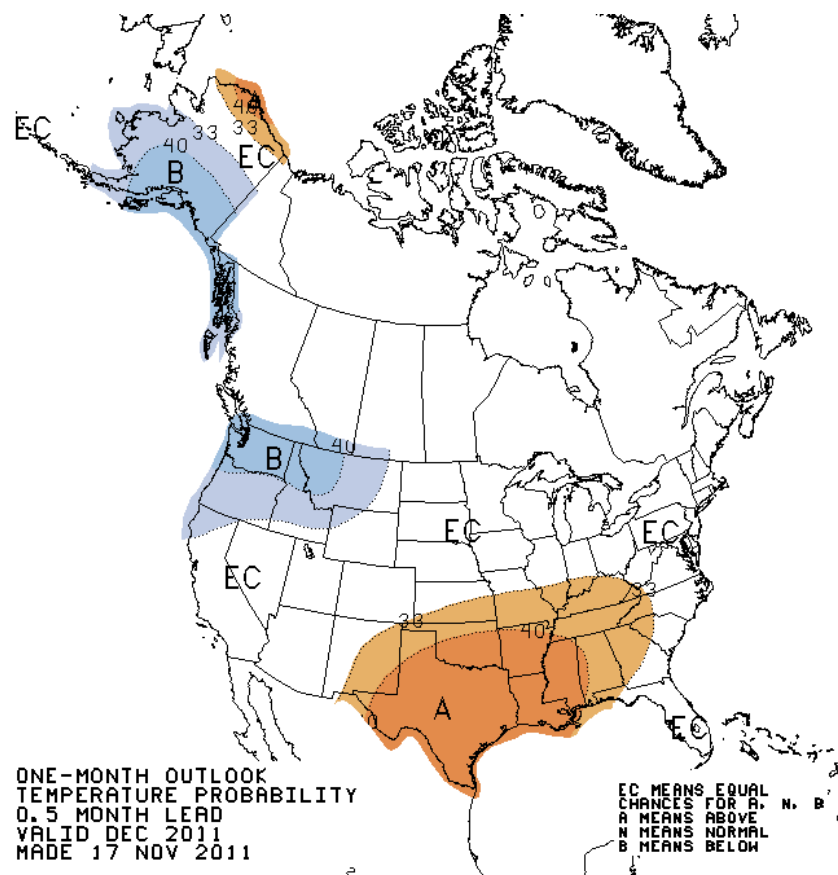 A
40
33
33
EC
EC
40
B
40
B
EC
EC
EC
33
33
40
A
EC
ONE-MONTH OUTLOOK
TEMPERATURE PROBABILITY
0.5 MONTH LEAD
VALID DEC 2011
MADE 17 NOV 2011
EC MEANS EQUAL
CHANCES FOR A, N, B
A MEANS ABOVE
N MEANS NORMAL
B MEANS BELOW